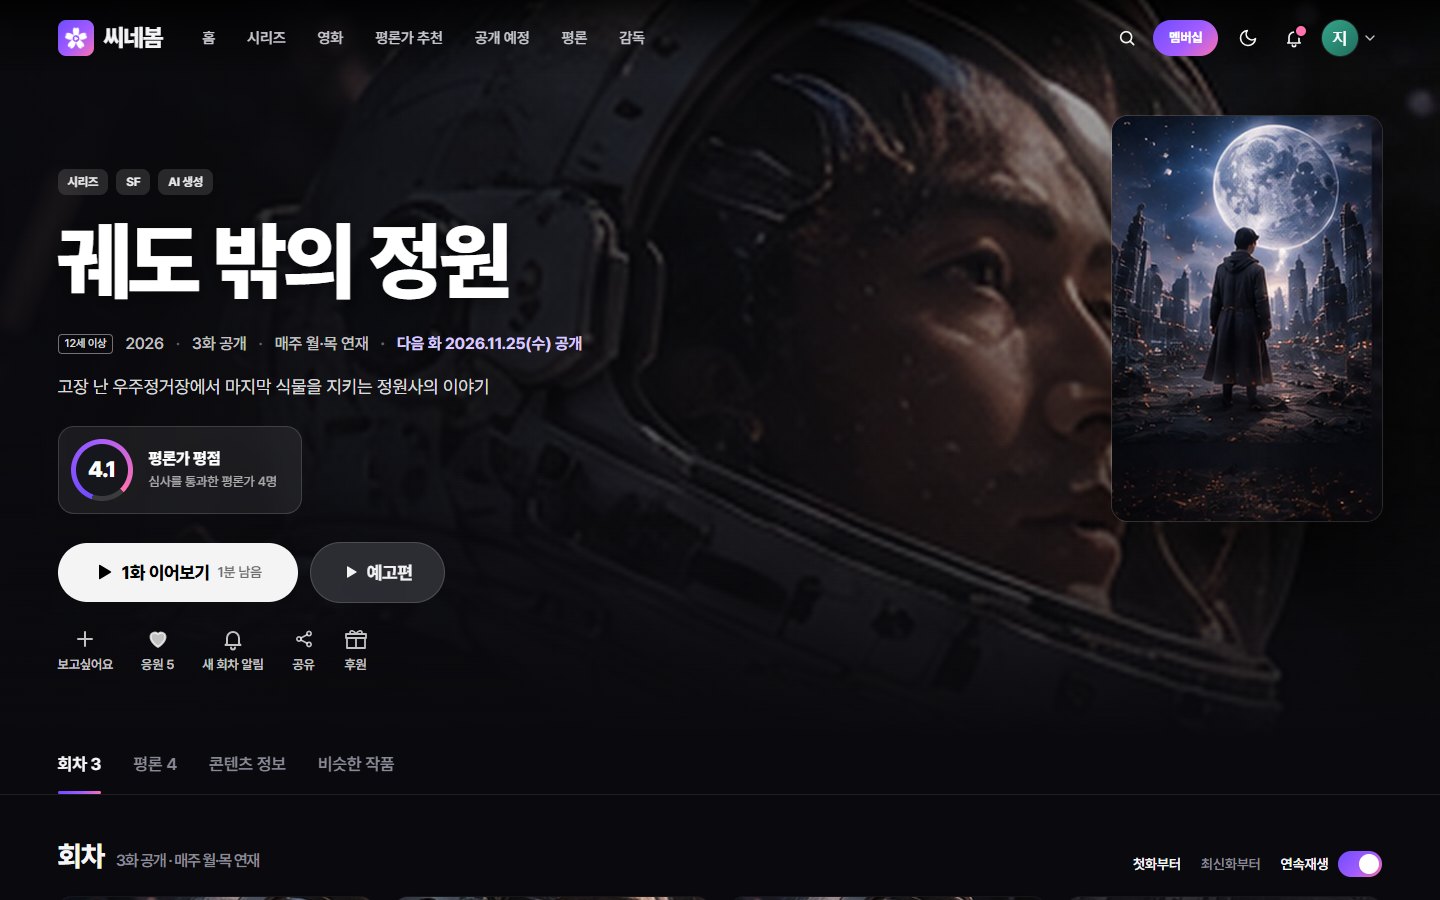 씨네봄
홈 시리즈 영화 평론가 추천 공개 예정 평론 감독
멤버십
지
시리즈 SF AI 생성
궤도 밖의 정원
12세 이상 2026 · 3화 공개 · 매주 월·목 연재 · 다음 화 2026.11.25(수) 공개
고장 난 우주정거장에서 마지막 식물을 지키는 정원사의 이야기
4.1
평론가 평점
심사를 통과한 평론가 4명
1화 이어보기 1분 남음
예고편
보고싶어요 응원 5 새 회차 알림 공유 후원
회차 3 평론 4 콘텐츠 정보 비슷한 작품
회차 3화 공개 · 매주 월·목 연재
첫화부터 최신화부터 연속재생